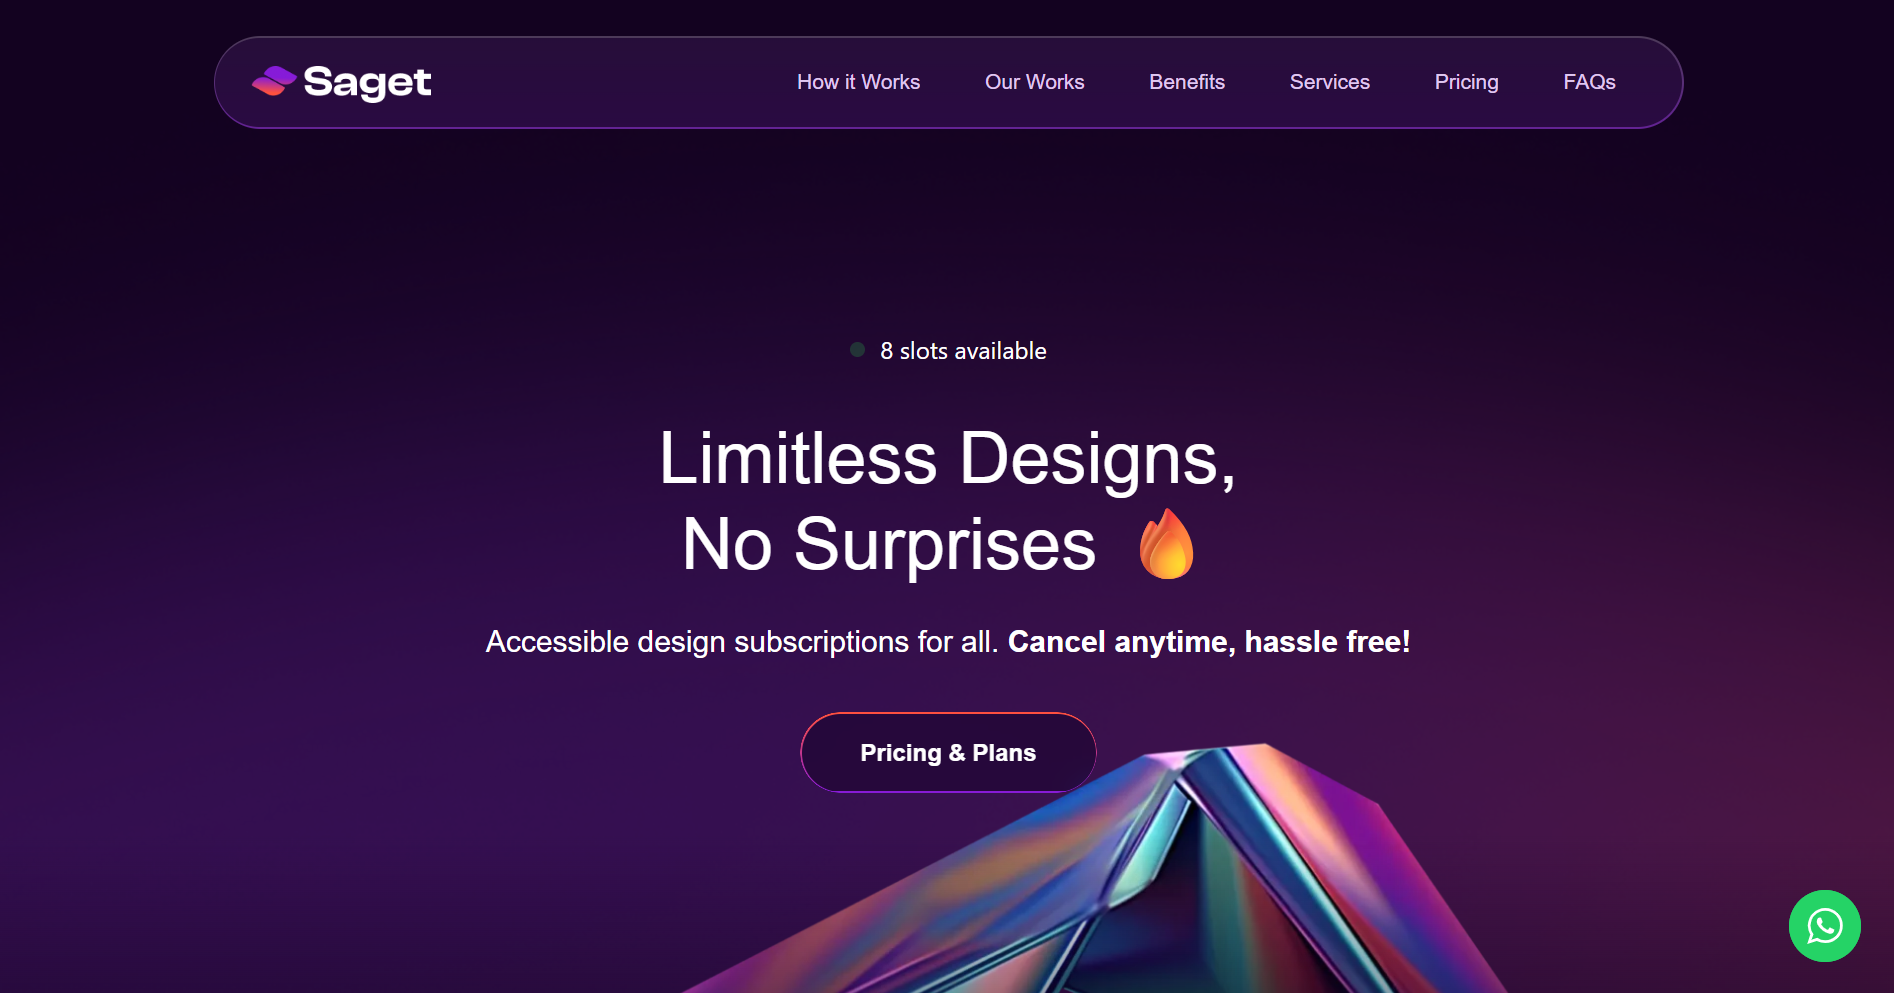 Saget
How it Works
Our Works
Benefits
Services
Pricing
FAQs
8 slots available
Limitless Designs,
No Surprises 🔥
Accessible design subscriptions for all. Cancel anytime, hassle free!
Pricing & Plans